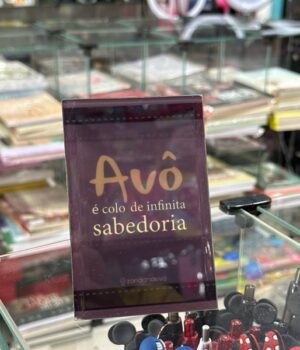 Avô
é colo de infinita
sabedoria